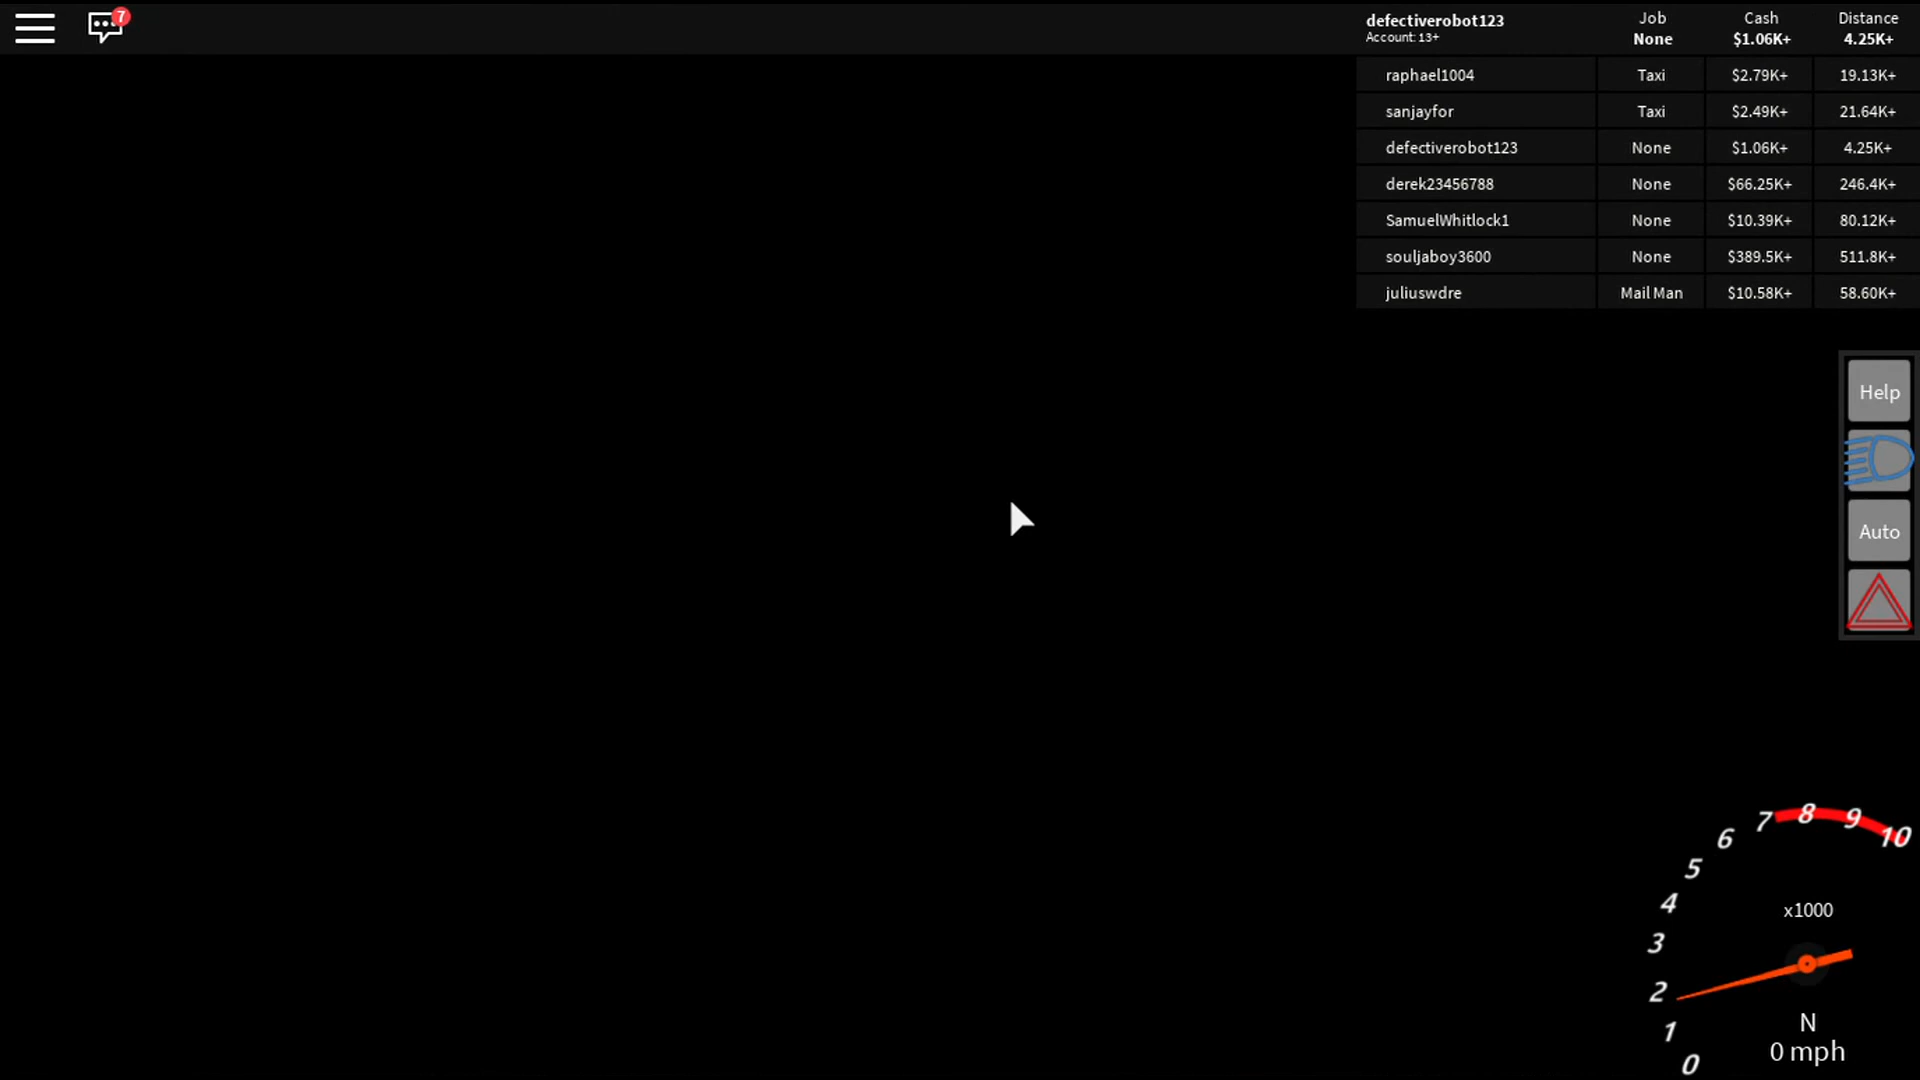 7
defectiverobot123 Job Cash Distance
Account: 13+ None $1.06K+ 4.25K+
raphael1004 Taxi $2.79K+ 19.13K+
sanjayfor Taxi $2.49K+ 21.64K+
defectiverobot123 None $1.06K+ 4.25K+
derek23456788 None $66.25K+ 246.4K+
SamuelWhitlock1 None $10.39K+ 80.12K+
souljaboy3600 None $389.5K+ 511.8K+
juliuswdre Mail Man $10.58K+ 58.60K+
Help
Auto
0 1 2 3 4 5 6 7 8 9 10
x1000
N
0 mph